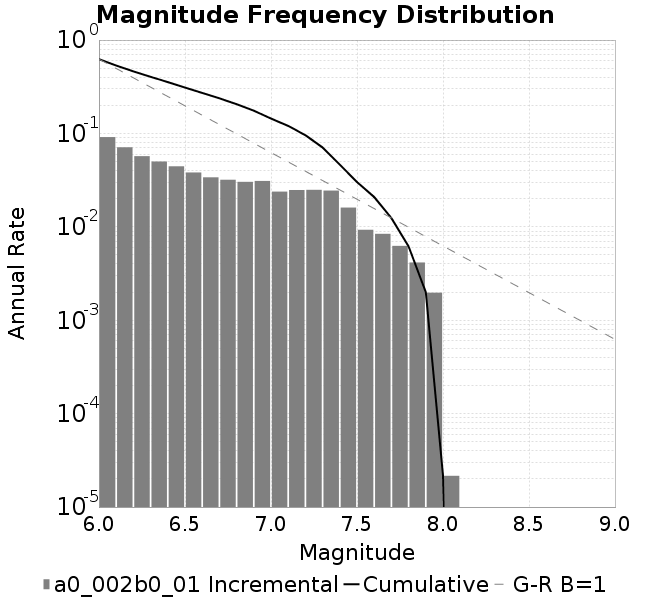 Magnitude Frequency Distribution
10^0
10^-1
10^-2
10^-3
10^-4
10^-5
Annual Rate
6.0 6.5 7.0 7.5 8.0 8.5 9.0
Magnitude
a0_002b0_01 Incremental Cumulative G-R B=1